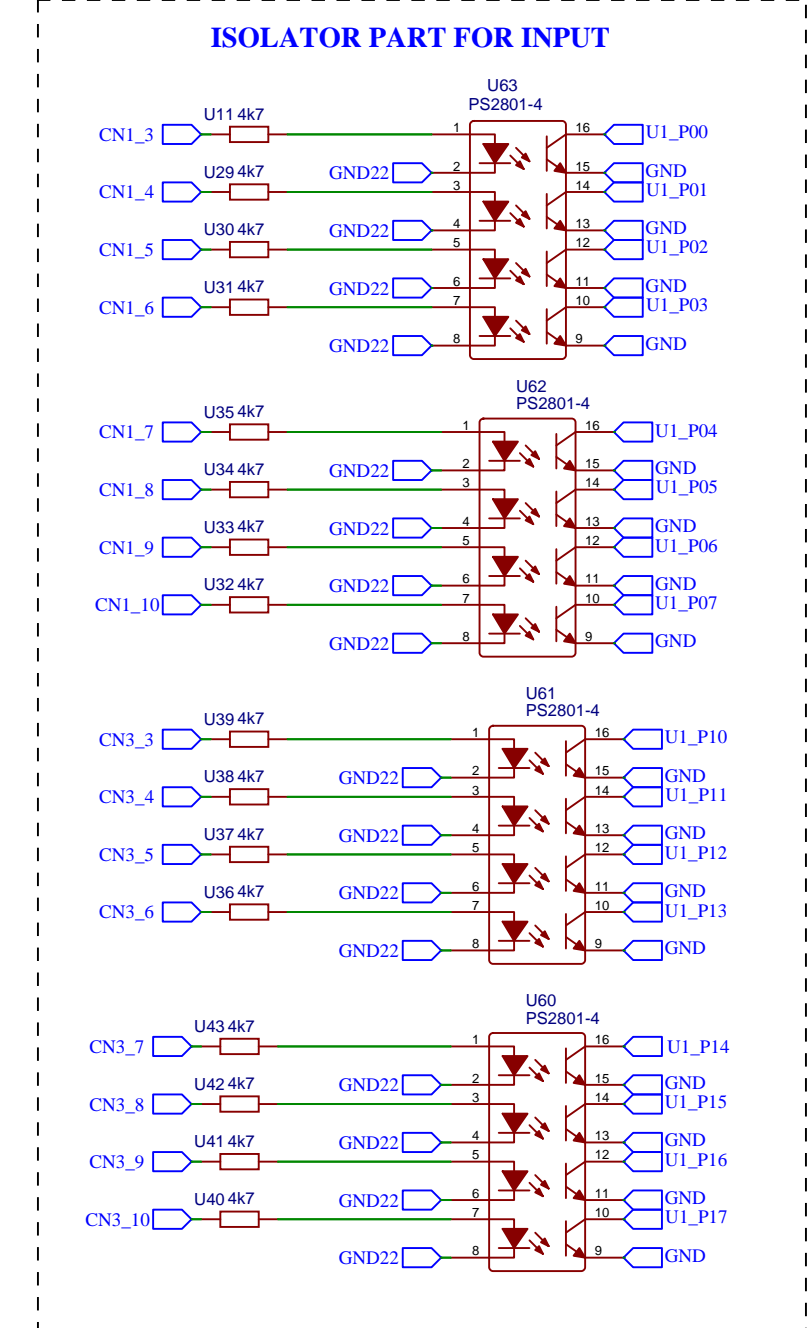 ISOLATOR PART FOR INPUT
U63
PS2801-4
U11 4k7
CN1_3
1
16
U1_P00
GND22
2
15
GND
U29 4k7
CN1_4
3
14
U1_P01
GND22
4
13
GND
U30 4k7
CN1_5
5
12
U1_P02
GND22
6
11
GND
U31 4k7
CN1_6
7
10
U1_P03
GND22
8
9
GND
U62
PS2801-4
U35 4k7
CN1_7
1
16
U1_P04
GND22
2
15
GND
U34 4k7
CN1_8
3
14
U1_P05
GND22
4
13
GND
U33 4k7
CN1_9
5
12
U1_P06
GND22
6
11
GND
U32 4k7
CN1_10
7
10
U1_P07
GND22
8
9
GND
U61
PS2801-4
U39 4k7
CN3_3
1
16
U1_P10
GND22
2
15
GND
U38 4k7
CN3_4
3
14
U1_P11
GND22
4
13
GND
U37 4k7
CN3_5
5
12
U1_P12
GND22
6
11
GND
U36 4k7
CN3_6
7
10
U1_P13
GND22
8
9
GND
U60
PS2801-4
U43 4k7
CN3_7
1
16
U1_P14
GND22
2
15
GND
U42 4k7
CN3_8
3
14
U1_P15
GND22
4
13
GND
U41 4k7
CN3_9
5
12
U1_P16
GND22
6
11
GND
U40 4k7
CN3_10
7
10
U1_P17
GND22
8
9
GND